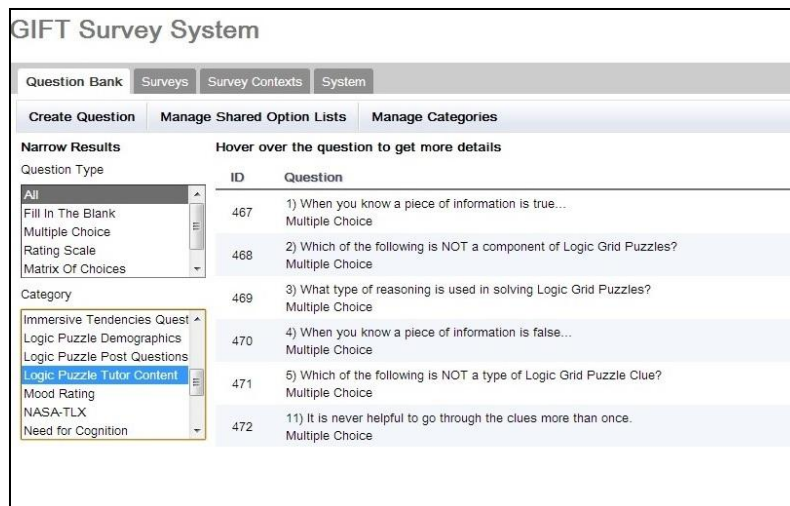 GIFT Survey System
Question Bank
Surveys
Survey Contexts
System
Create Question
Manage Shared Option Lists
Manage Categories
Narrow Results
Question Type
All
Fill In The Blank
Multiple Choice
Rating Scale
Matrix Of Choices
Category
Immersive Tendencies Quest
Logic Puzzle Demographics
Logic Puzzle Post Questions
Logic Puzzle Tutor Content
Mood Rating
NASA-TLX
Need for Cognition
Hover over the question to get more details
ID Question
467 1) When you know a piece of information is true...
Multiple Choice
468 2) Which of the following is NOT a component of Logic Grid Puzzles?
Multiple Choice
469 3) What type of reasoning is used in solving Logic Grid Puzzles?
Multiple Choice
470 4) When you know a piece of information is false...
Multiple Choice
471 5) Which of the following is NOT a type of Logic Grid Puzzle Clue?
Multiple Choice
472 11) It is never helpful to go through the clues more than once.
Multiple Choice